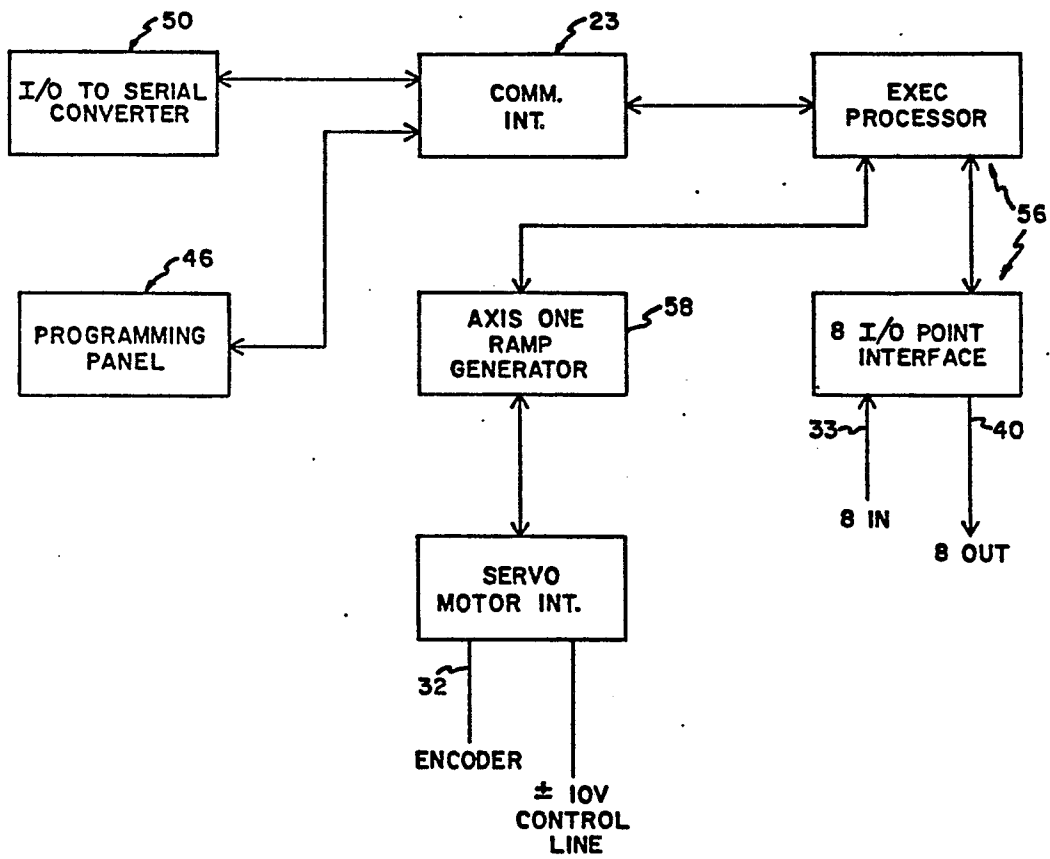 50
I/O TO SERIAL
CONVERTER
23
COMM.
INT.
EXEC
PROCESSOR
56
46
PROGRAMMING
PANEL
AXIS ONE
RAMP
GENERATOR
58
8 I/O POINT
INTERFACE
33
40
8 IN
8 OUT
SERVO
MOTOR INT.
32
ENCODER
± 10V
CONTROL
LINE